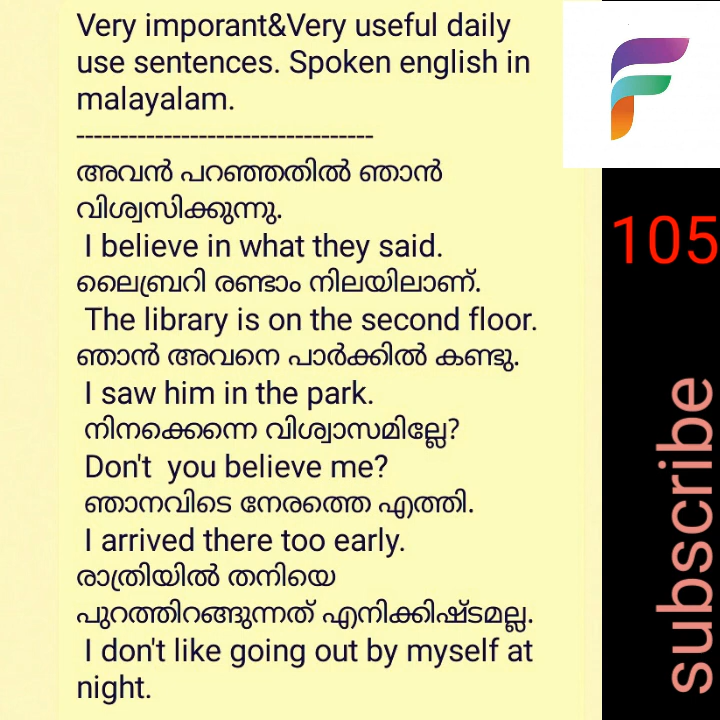 Very imporant&Very useful daily
use sentences. Spoken english in
malayalam.
----------------------------------
അവൻ പറഞ്ഞതിൽ ഞാൻ
വിശ്വസിക്കുന്നു.
I believe in what they said.
ലൈബ്രറി രണ്ടാം നിലയിലാണ്.
The library is on the second floor.
ഞാൻ അവനെ പാർക്കിൽ കണ്ടു.
I saw him in the park.
നിനക്കെന്നെ വിശ്വാസമില്ലേ?
Don't you believe me?
ഞാനവിടെ നേരത്തെ എത്തി.
I arrived there too early.
രാത്രിയിൽ തനിയെ
പുറത്തിറങ്ങുന്നത് എനിക്കിഷ്ടമല്ല.
I don't like going out by myself at
night.
105
subscribe